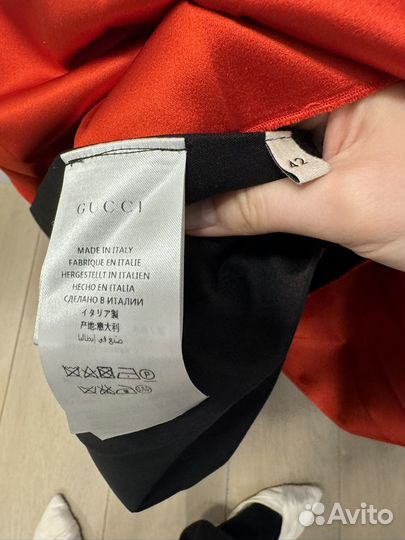 42
GUCCI
MADE IN ITALY
FABRIQUE EN ITALIE
HERGESTELLT IN ITALIEN
HECHO EN ITALIA
СДЕЛАНО В ИТАЛИИ
イタリア製
产地:意大利
صنع في إيطاليا
Avito